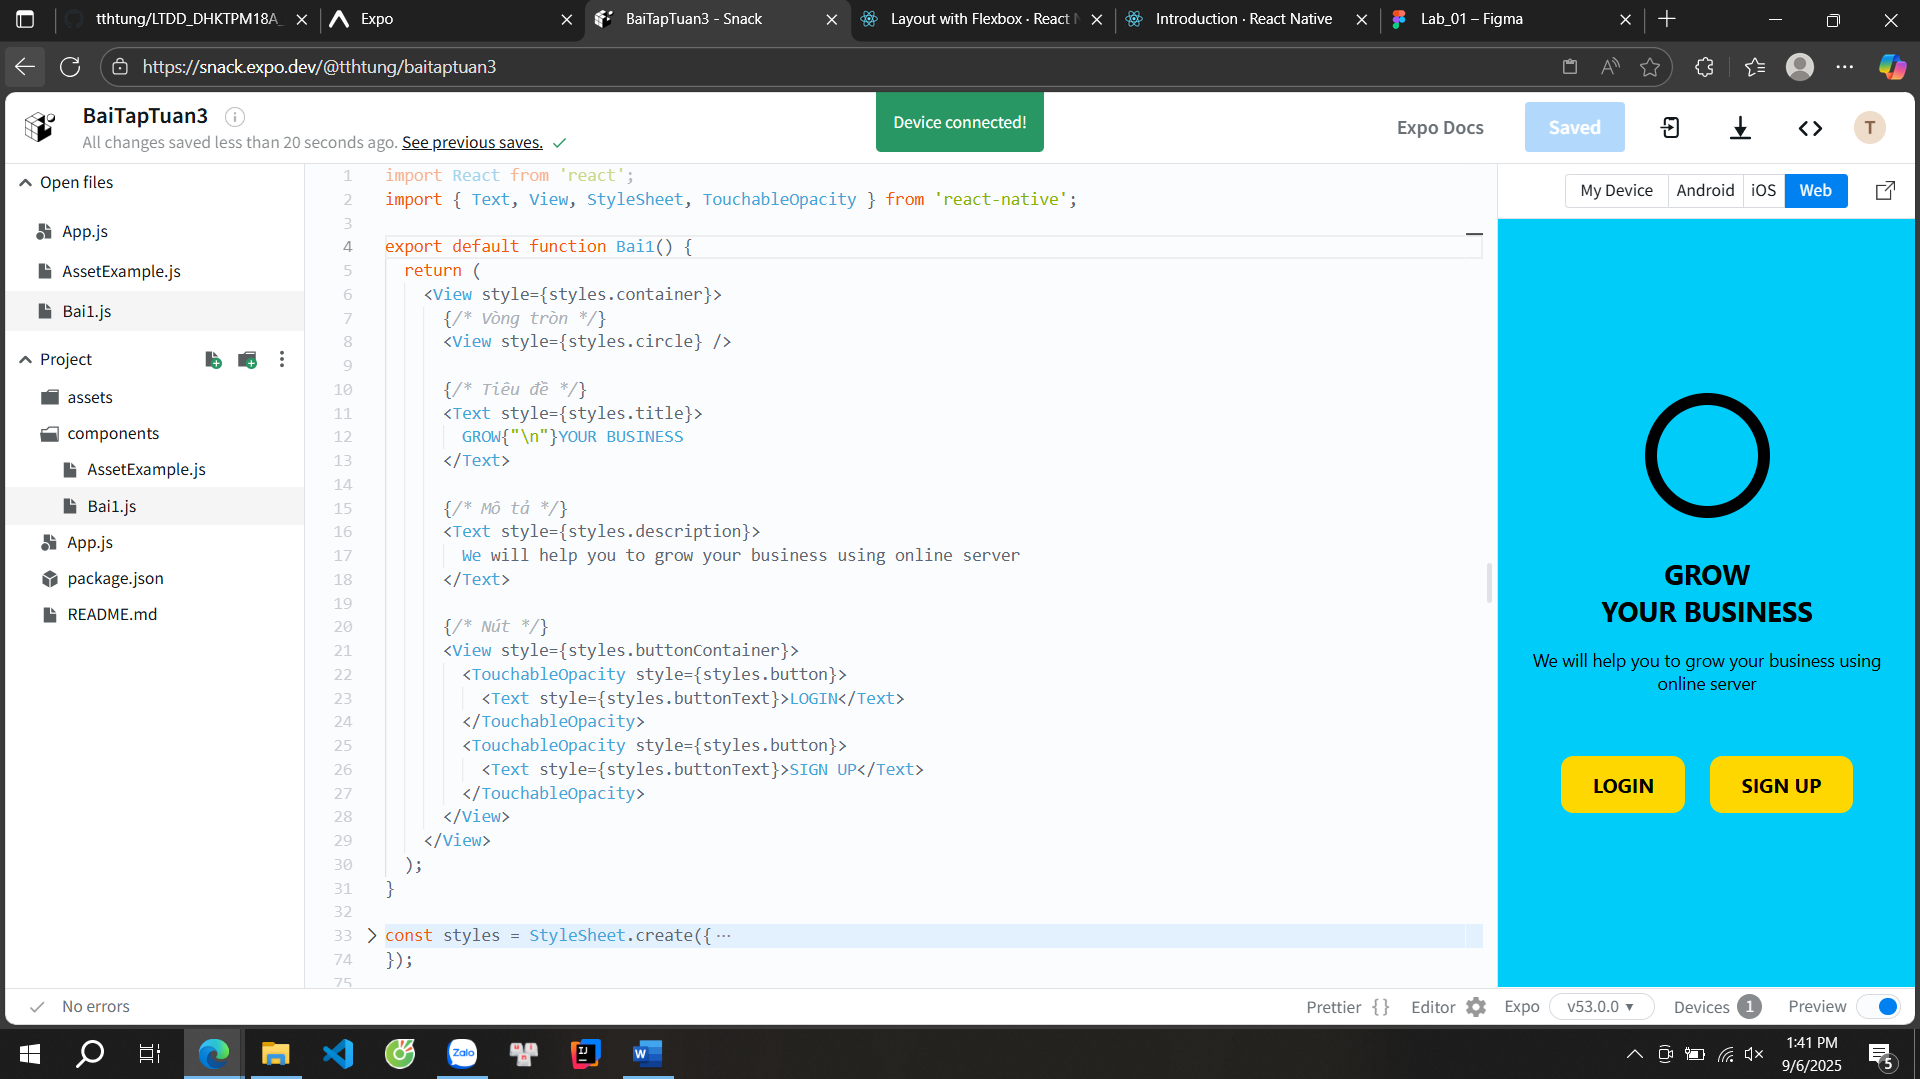 tthtung/LTDD_DHKTPM18A_
Expo
BaiTapTuan3 - Snack
Layout with Flexbox · React N
Introduction · React Native
Lab_01 – Figma
https://snack.expo.dev/@tthtung/baitaptuan3
BaiTapTuan3
All changes saved less than 20 seconds ago. See previous saves.
Device connected!
Expo Docs
Saved
T
Open files
App.js
AssetExample.js
Bai1.js
Project
assets
components
AssetExample.js
Bai1.js
App.js
package.json
README.md
1 import React from 'react';
2 import { Text, View, StyleSheet, TouchableOpacity } from 'react-native';
3
4 export default function Bai1() {
5 return (
6 <View style={styles.container}>
7 {/* Vòng tròn */}
8 <View style={styles.circle} />
9
10 {/* Tiêu đề */}
11 <Text style={styles.title}>
12 GROW{"\n"}YOUR BUSINESS
13 </Text>
14
15 {/* Mô tả */}
16 <Text style={styles.description}>
17 We will help you to grow your business using online server
18 </Text>
19
20 {/* Nút */}
21 <View style={styles.buttonContainer}>
22 <TouchableOpacity style={styles.button}>
23 <Text style={styles.buttonText}>LOGIN</Text>
24 </TouchableOpacity>
25 <TouchableOpacity style={styles.button}>
26 <Text style={styles.buttonText}>SIGN UP</Text>
27 </TouchableOpacity>
28 </View>
29 </View>
30 );
31 }
32
33 const styles = StyleSheet.create({ ···
74 });
75
My Device
Android
iOS
Web
GROW
YOUR BUSINESS
We will help you to grow your business using
online server
LOGIN
SIGN UP
No errors
Prettier { }
Editor
Expo
v53.0.0
Devices 1
Preview
Zalo
IJ
W
1:41 PM
9/6/2025
5